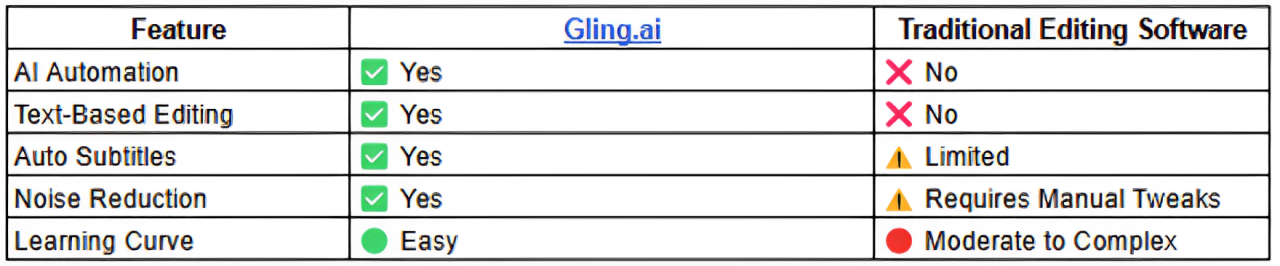 Feature Gling.ai Traditional Editing Software
AI Automation ✅ Yes ❌ No
Text-Based Editing ✅ Yes ❌ No
Auto Subtitles ✅ Yes ⚠️ Limited
Noise Reduction ✅ Yes ⚠️ Requires Manual Tweaks
Learning Curve 🟢 Easy 🔴 Moderate to Complex